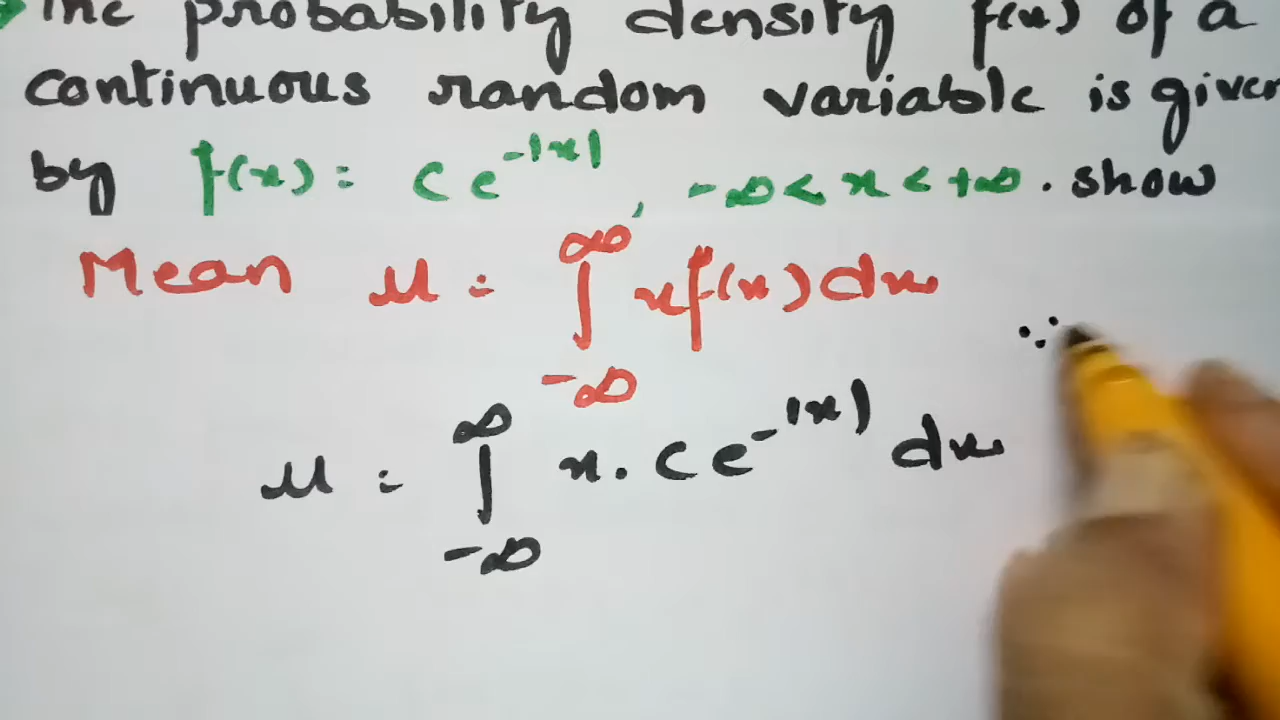 The probability density f(x) of a
continuous random variable is given
by f(x) = ce^{-|x|}, -∞ < x < +∞. show
Mean μ = ∫_{-∞}^{∞} xf(x)dx
∵
μ = ∫_{-∞}^{∞} x. ce^{-|x|} dx